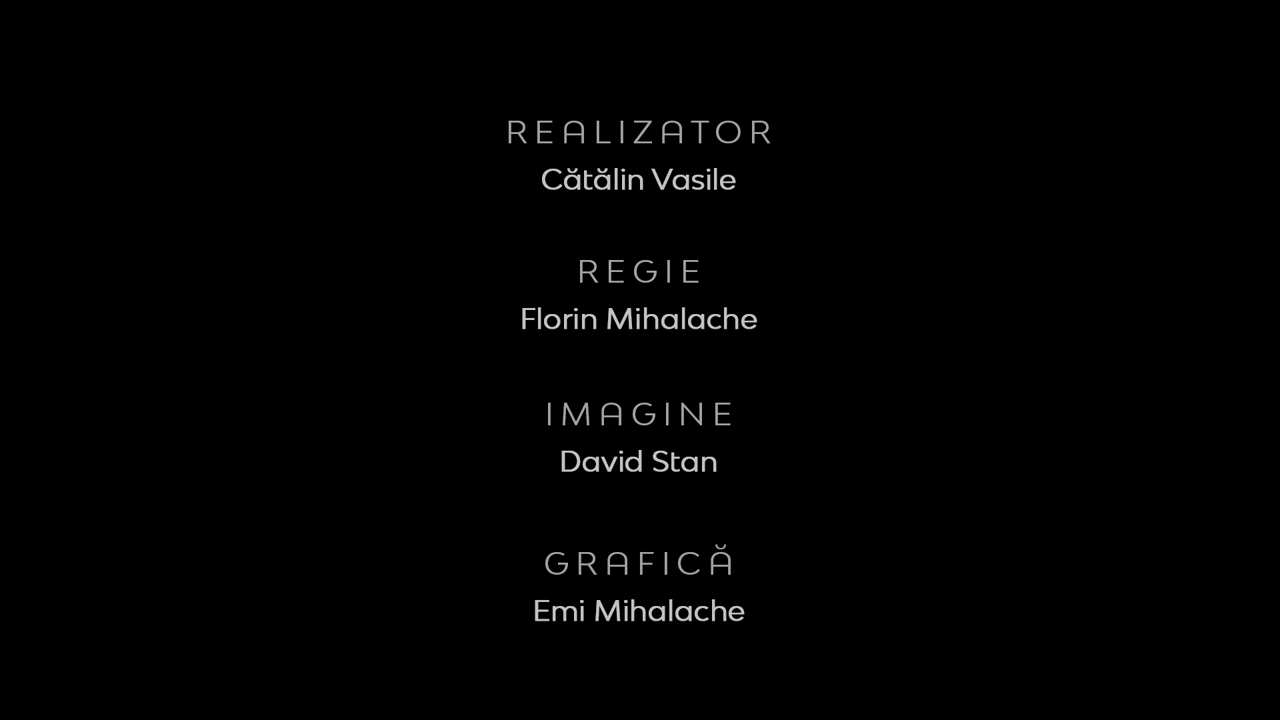 REALIZATOR
Cătălin Vasile
REGIE
Florin Mihalache
IMAGINE
David Stan
GRAFICĂ
Emi Mihalache